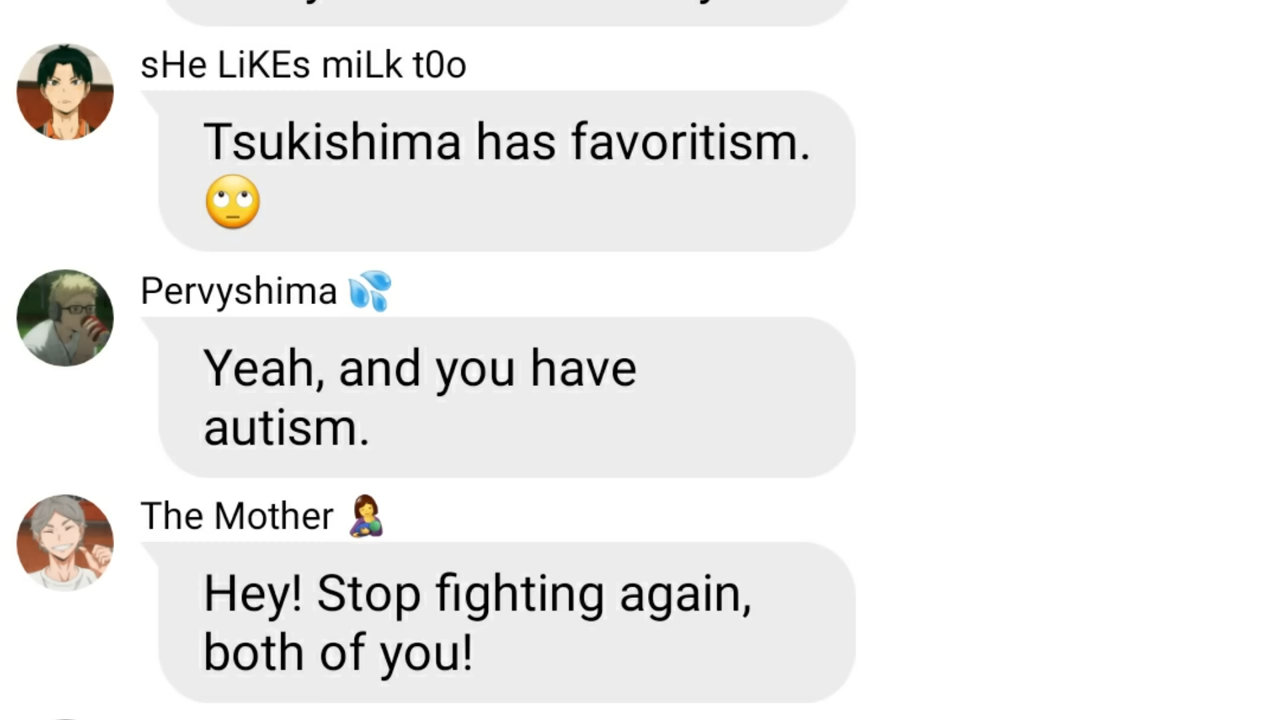 sHe LiKEs miLk t0o
Tsukishima has favoritism.
🙄
Pervyshima 💦
Yeah, and you have
autism.
The Mother 🤱
Hey! Stop fighting again,
both of you!